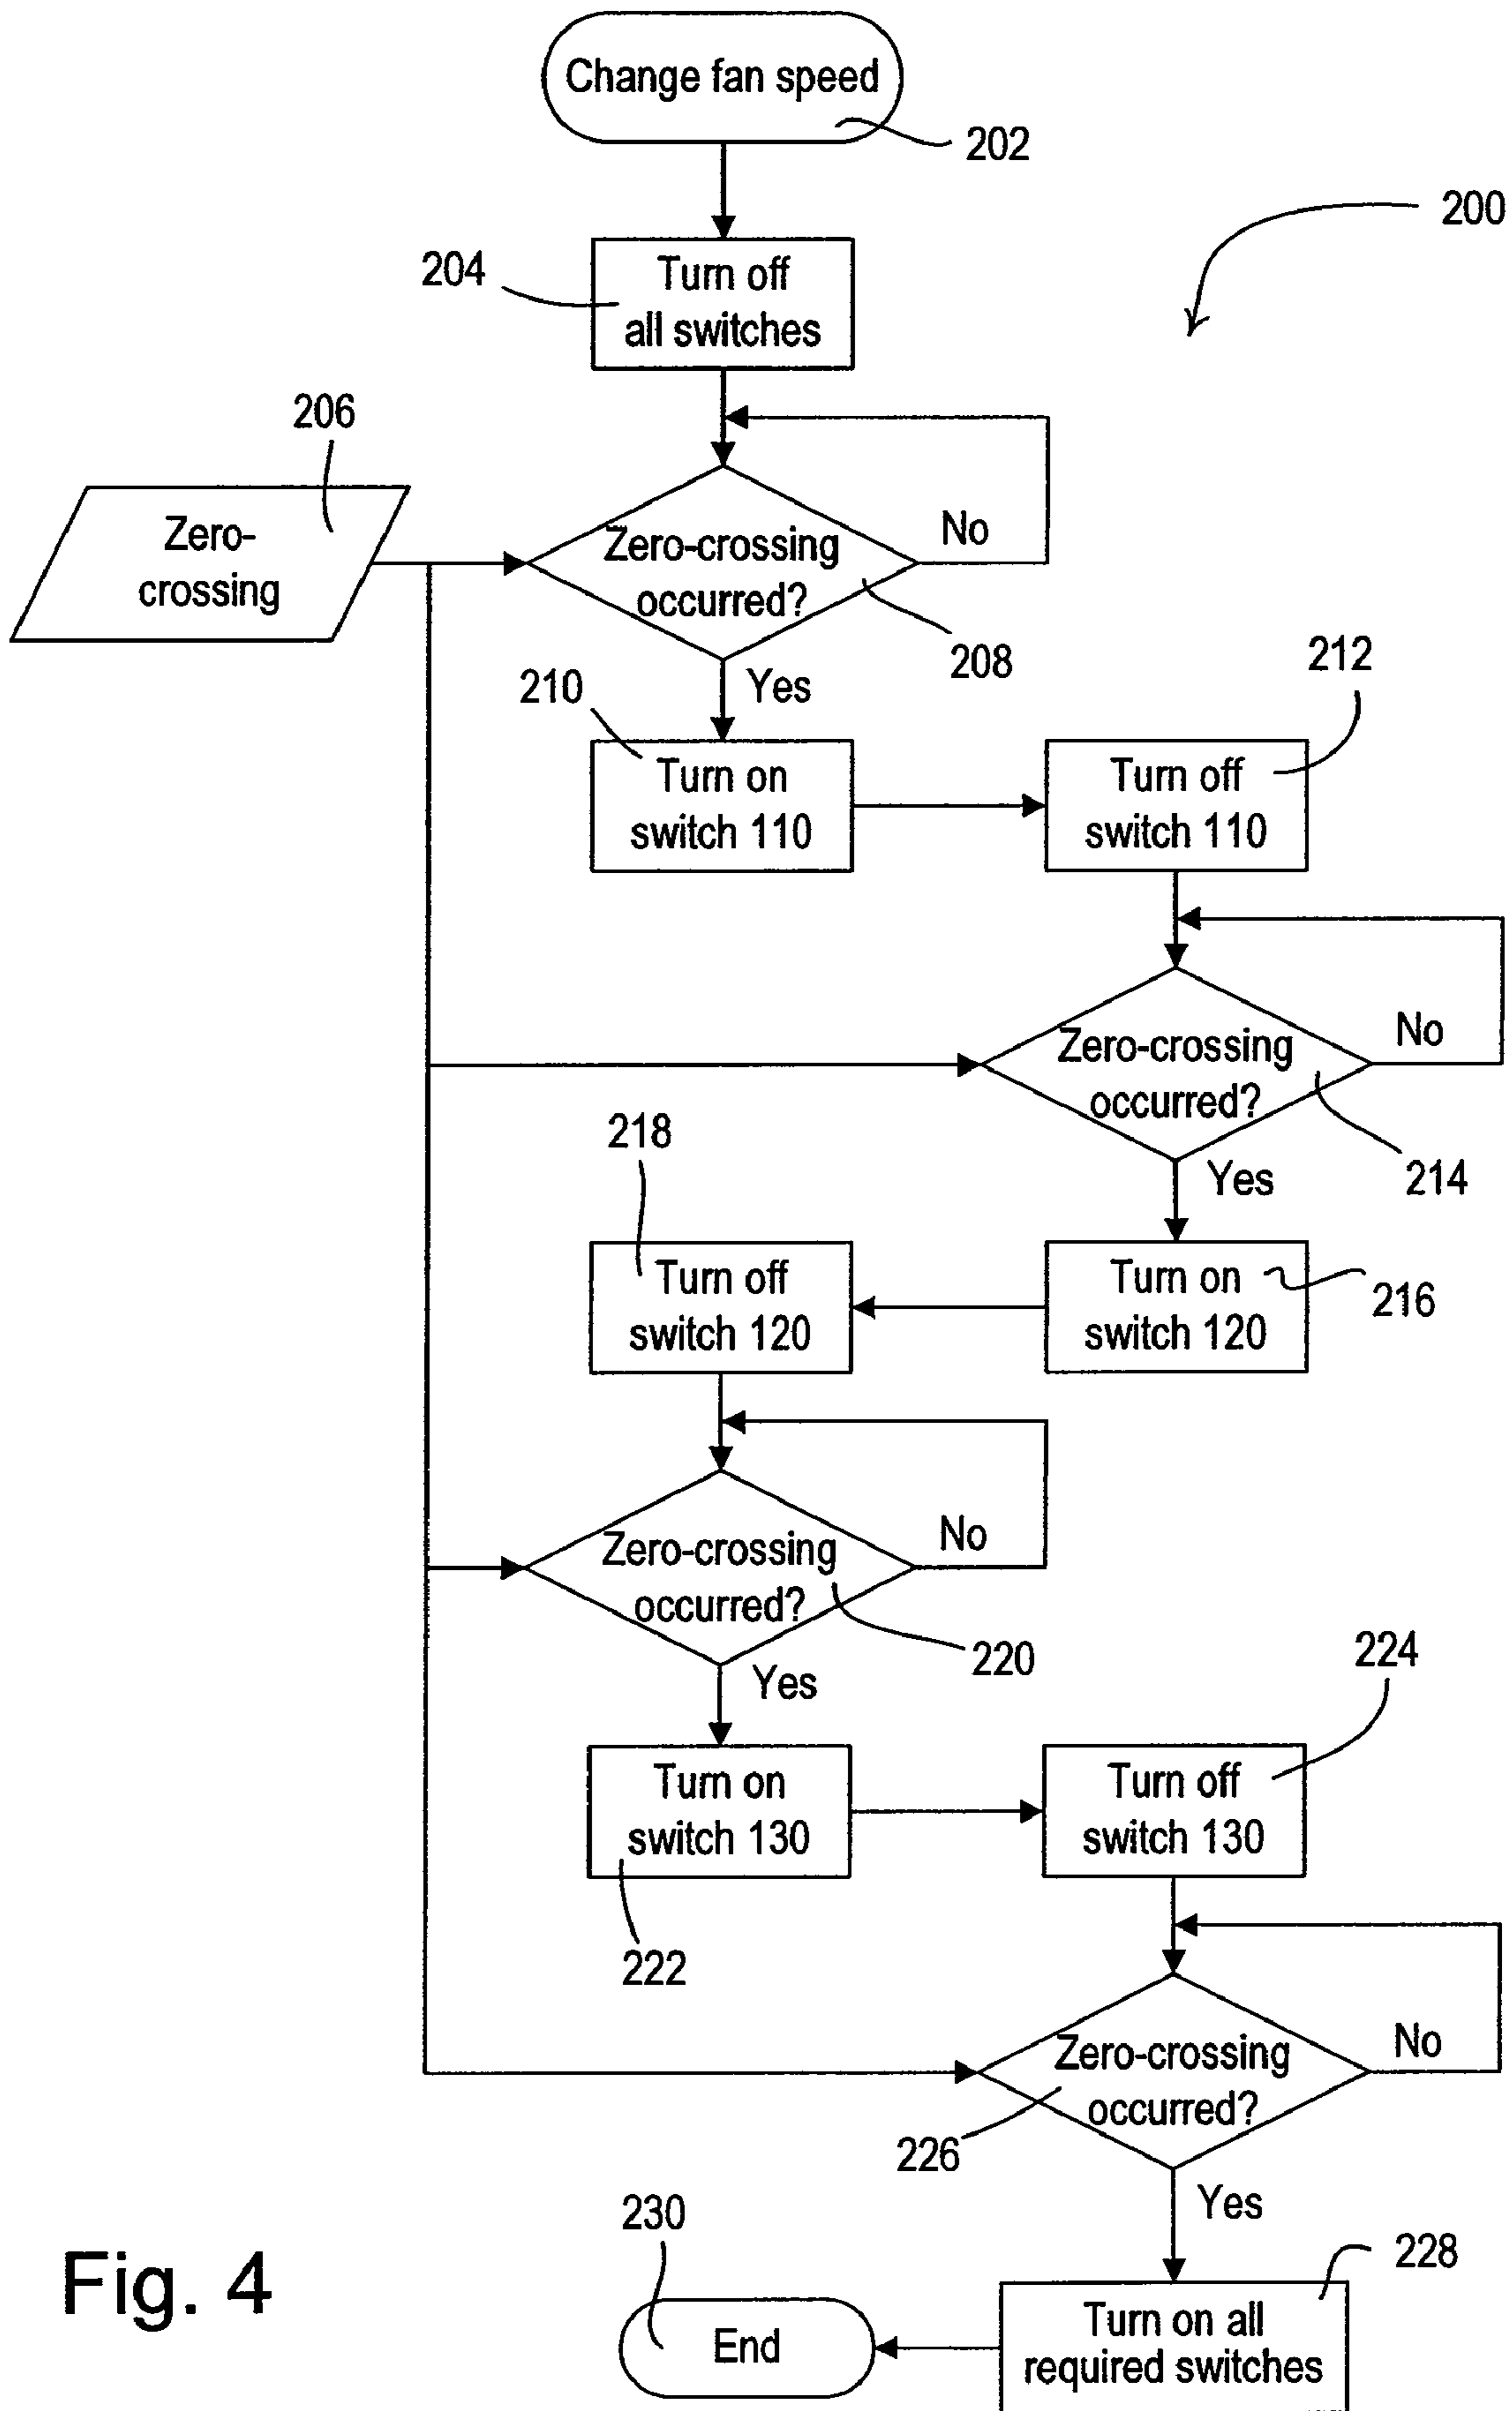 Change fan speed
202
200
204
Turn off
all switches
206
Zero-
crossing
Zero-crossing
occurred?
No
208
Yes
210
212
Turn on
switch 110
Turn off
switch 110
Zero-crossing
occurred?
No
214
Yes
218
Turn off
switch 120
Turn on
switch 120
216
Zero-crossing
occurred?
No
220
Yes
224
Turn on
switch 130
Turn off
switch 130
222
Zero-crossing
occurred?
No
226
Yes
230
228
End
Turn on all
required switches
Fig. 4